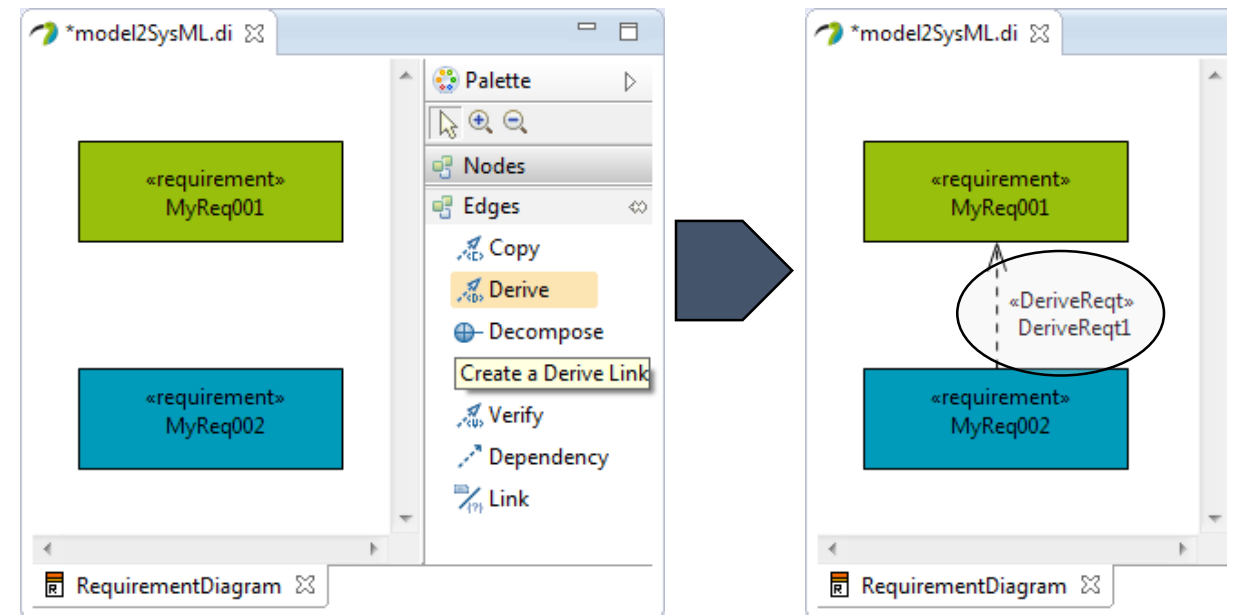 *model2SysML.di
Palette
Nodes
Edges
Copy
Derive
Decompose
Create a Derive Link
Verify
Dependency
Link
«requirement»
MyReq001
«requirement»
MyReq002
RequirementDiagram
*model2SysML.di
«requirement»
MyReq001
«DeriveReqt»
DeriveReqt1
«requirement»
MyReq002
RequirementDiagram